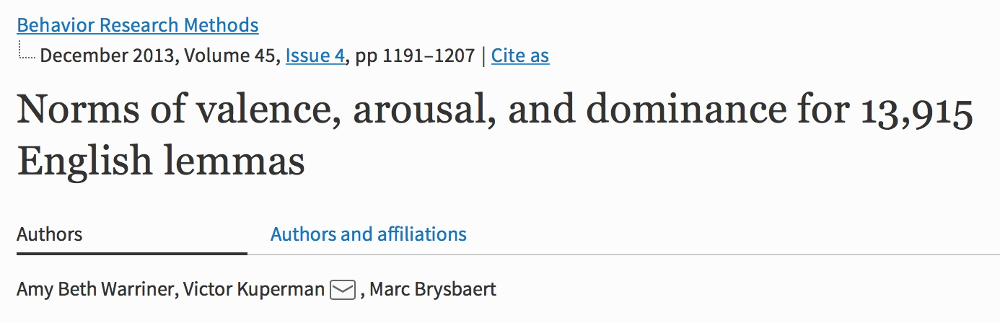 Behavior Research Methods
December 2013, Volume 45, Issue 4, pp 1191–1207 | Cite as
Norms of valence, arousal, and dominance for 13,915
English lemmas
Authors Authors and affiliations
Amy Beth Warriner, Victor Kuperman , Marc Brysbaert